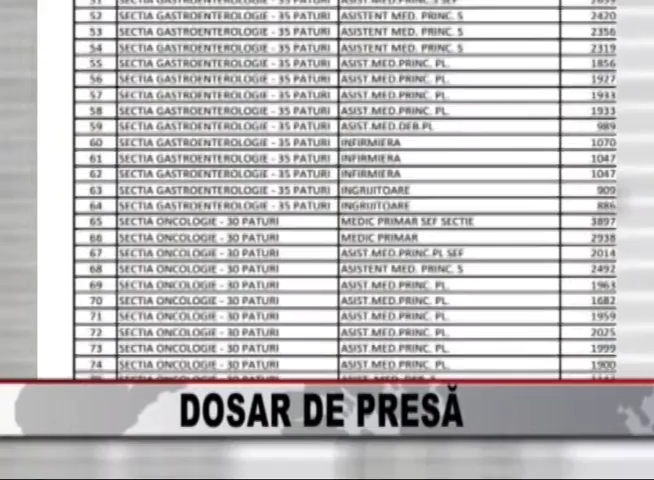 52 SECTIA GASTROENTEROLOGIE - 35 PATURI ASISTENT MED. PRINC. S 2420
53 SECTIA GASTROENTEROLOGIE - 35 PATURI ASISTENT MED. PRINC. S 2356
54 SECTIA GASTROENTEROLOGIE - 35 PATURI ASISTENT MED. PRINC. S 2319
55 SECTIA GASTROENTEROLOGIE - 35 PATURI ASIST.MED.PRINC. PL. 1856
56 SECTIA GASTROENTEROLOGIE - 35 PATURI ASIST.MED.PRINC. PL. 1927
57 SECTIA GASTROENTEROLOGIE - 35 PATURI ASIST.MED.PRINC. PL. 1933
58 SECTIA GASTROENTEROLOGIE - 35 PATURI ASIST.MED.PRINC. PL. 1933
59 SECTIA GASTROENTEROLOGIE - 35 PATURI ASIST.MED.DEB.PL 989
60 SECTIA GASTROENTEROLOGIE - 35 PATURI INFIRMIERA 1070
61 SECTIA GASTROENTEROLOGIE - 35 PATURI INFIRMIERA 1047
62 SECTIA GASTROENTEROLOGIE - 35 PATURI INFIRMIERA 1047
63 SECTIA GASTROENTEROLOGIE - 35 PATURI INGRIJITOARE 909
64 SECTIA GASTROENTEROLOGIE - 35 PATURI INGRIJITOARE 886
65 SECTIA ONCOLOGIE - 30 PATURI MEDIC PRIMAR SEF SECTIE 3897
66 SECTIA ONCOLOGIE - 30 PATURI MEDIC PRIMAR 2938
67 SECTIA ONCOLOGIE - 30 PATURI ASIST.MED.PRINC.PL SEF 2014
68 SECTIA ONCOLOGIE - 30 PATURI ASISTENT MED. PRINC. S 2492
69 SECTIA ONCOLOGIE - 30 PATURI ASIST.MED.PRINC. PL. 1963
70 SECTIA ONCOLOGIE - 30 PATURI ASIST.MED.PRINC. PL. 1682
71 SECTIA ONCOLOGIE - 30 PATURI ASIST.MED.PRINC. PL. 1959
72 SECTIA ONCOLOGIE - 30 PATURI ASIST.MED.PRINC. PL. 2025
73 SECTIA ONCOLOGIE - 30 PATURI ASIST.MED.PRINC. PL. 1999
74 SECTIA ONCOLOGIE - 30 PATURI ASIST.MED.PRINC. PL. 1900
DOSAR DE PRESĂ